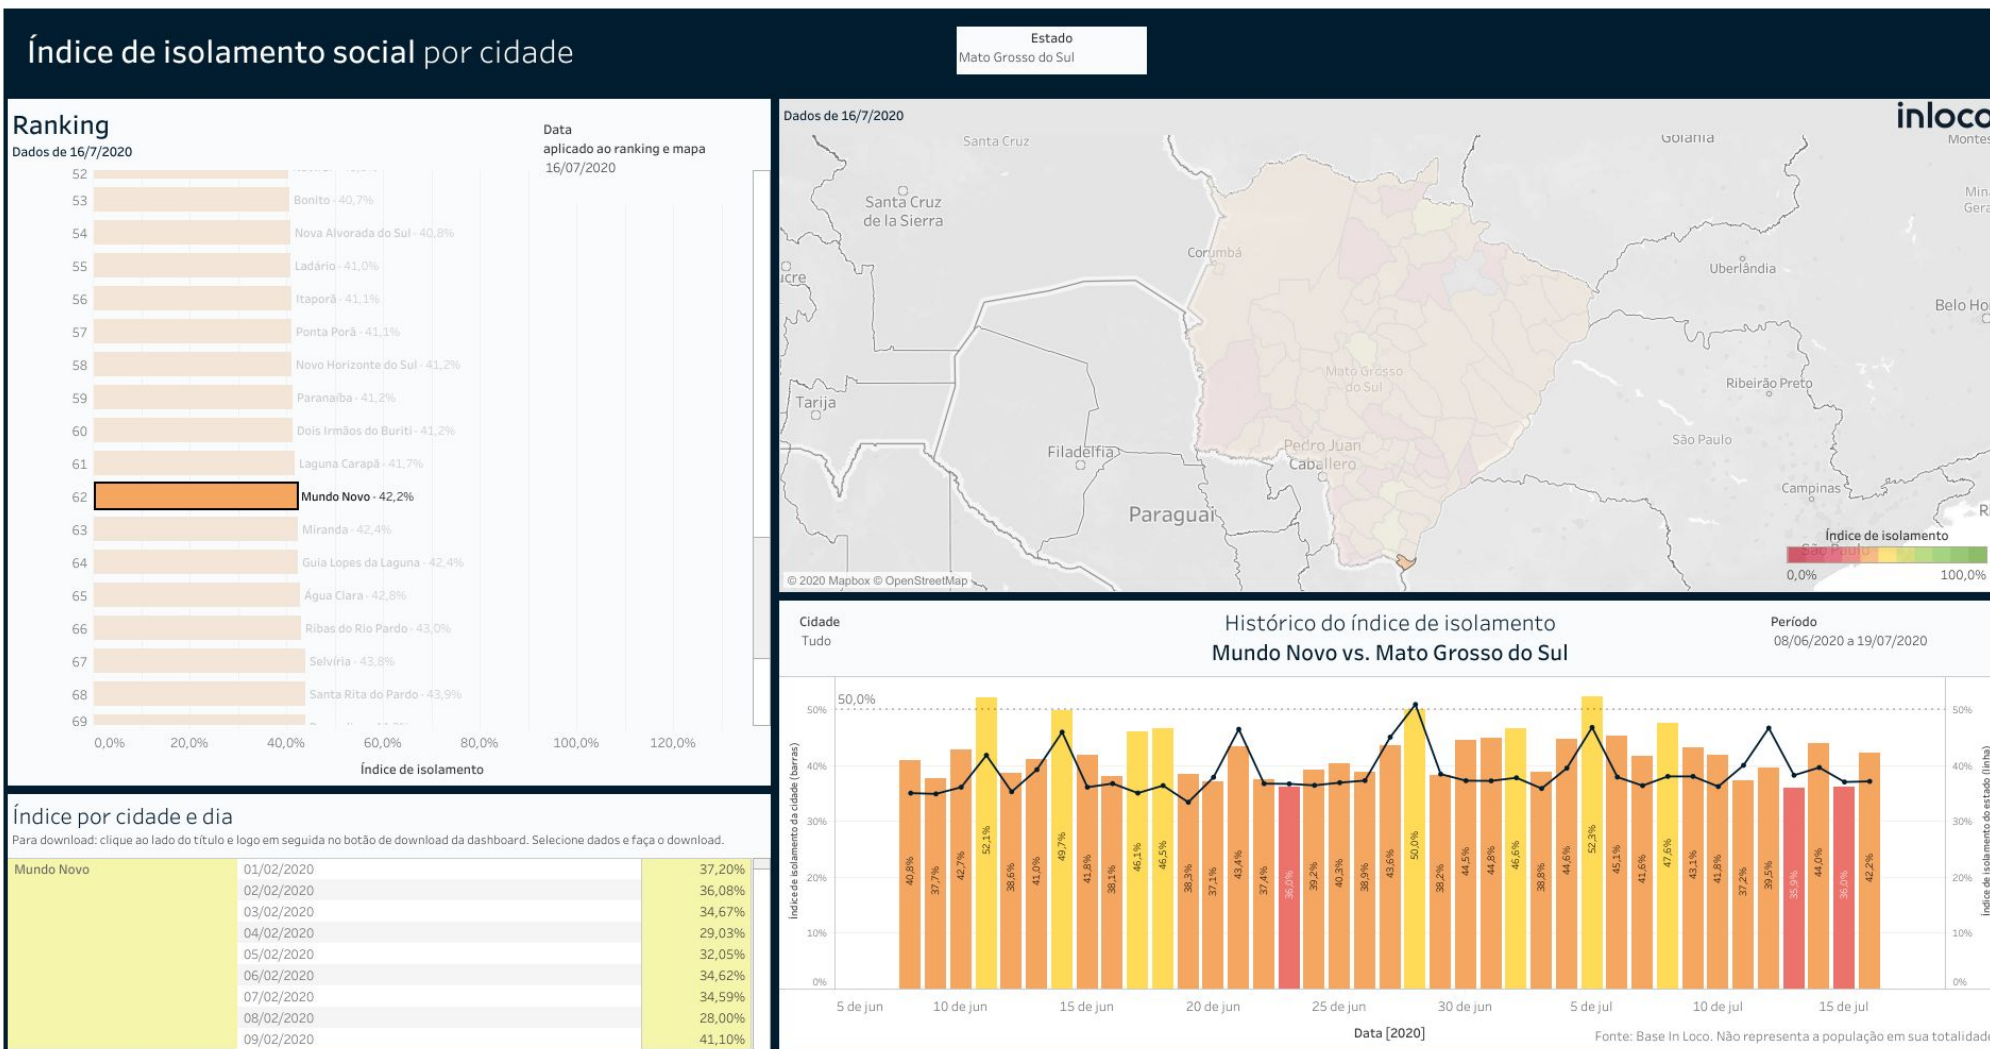 Índice de isolamento social por cidade
Estado
Mato Grosso do Sul
Ranking
Dados de 16/7/2020
Data
aplicado ao ranking e mapa
16/07/2020
52
53 Bonito - 40,7%
54 Nova Alvorada do Sul - 40,8%
55 Ladário - 41,0%
56 Itaporã - 41,1%
57 Ponta Porã - 41,1%
58 Novo Horizonte do Sul - 41,2%
59 Paranaíba - 41,2%
60 Dois Irmãos do Buriti - 41,2%
61 Laguna Carapã - 41,7%
62 Mundo Novo - 42,2%
63 Miranda - 42,4%
64 Guia Lopes da Laguna - 42,4%
65 Água Clara - 42,8%
66 Ribas do Rio Pardo - 43,0%
67 Selvíria - 43,8%
68 Santa Rita do Pardo - 43,9%
69
0,0% 20,0% 40,0% 60,0% 80,0% 100,0% 120,0%
Índice de isolamento
Índice por cidade e dia
Para download: clique ao lado do título e logo em seguida no botão de download da dashboard. Selecione dados e faça o download.
Mundo Novo 01/02/2020 37,20%
02/02/2020 36,08%
03/02/2020 34,67%
04/02/2020 29,03%
05/02/2020 32,05%
06/02/2020 34,62%
07/02/2020 34,59%
08/02/2020 28,00%
09/02/2020 41,10%
Dados de 16/7/2020
inloco
Santa Cruz
Goiânia
Montes
Santa Cruz
de la Sierra
Min
Gera
Corumbá
ucre
Uberlândia
Belo Ho
Mato Grosso
do Sul
Ribeirão Preto
Tarija
São Paulo
Filadélfia
Pedro Juan
Caballero
Campinas
Paraguai
Ri
Índice de isolamento
São Paulo
0,0% 100,0%
© 2020 Mapbox © OpenStreetMap
Cidade
Tudo
Histórico do índice de isolamento
Mundo Novo vs. Mato Grosso do Sul
Período
08/06/2020 a 19/07/2020
50,0%
Índice de isolamento da cidade (barras)
50%
40%
30%
20%
10%
0%
40,8% 37,7% 42,7% 52,1% 38,6% 41,0% 49,7% 41,8% 38,1% 46,1% 46,5% 38,3% 37,1% 43,4% 37,4% 36,0% 39,2% 40,3% 38,9% 43,6% 50,0% 38,2% 44,5% 44,8% 46,6% 38,8% 44,6% 52,3% 45,1% 41,6% 47,6% 43,1% 41,8% 37,2% 39,5% 35,9% 44,0% 36,0% 42,2%
50%
40%
30%
20%
10%
0%
Índice de isolamento do estado (linha)
5 de jun 10 de jun 15 de jun 20 de jun 25 de jun 30 de jun 5 de jul 10 de jul 15 de jul
Data [2020]
Fonte: Base In Loco. Não representa a população em sua totalidade